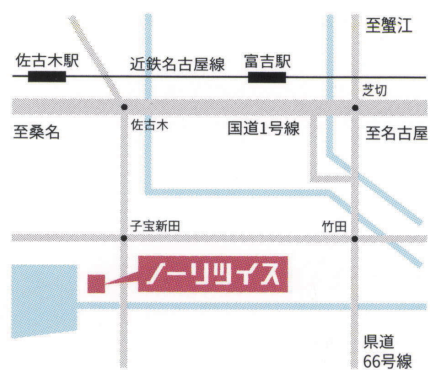 至蟹江
佐古木駅
近鉄名古屋線
富吉駅
芝切
至桑名
佐古木
国道1号線
至名古屋
子宝新田
竹田
ノーリツイス
県道
66号線